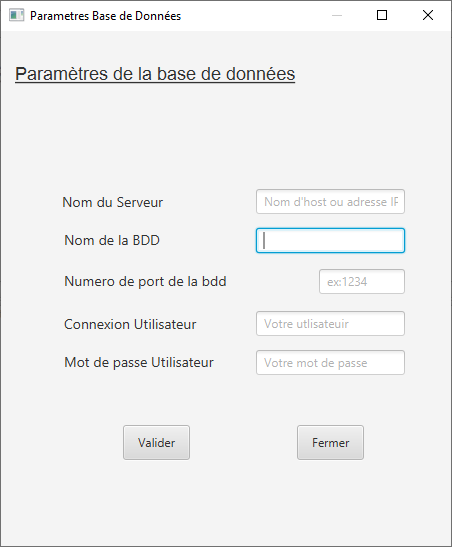 Parametres Base de Données
Paramètres de la base de données
Nom du Serveur
Nom d'host ou adresse IP
Nom de la BDD
Numero de port de la bdd
ex:1234
Connexion Utilisateur
Votre utlisateuir
Mot de passe Utilisateur
Votre mot de passe
Valider
Fermer